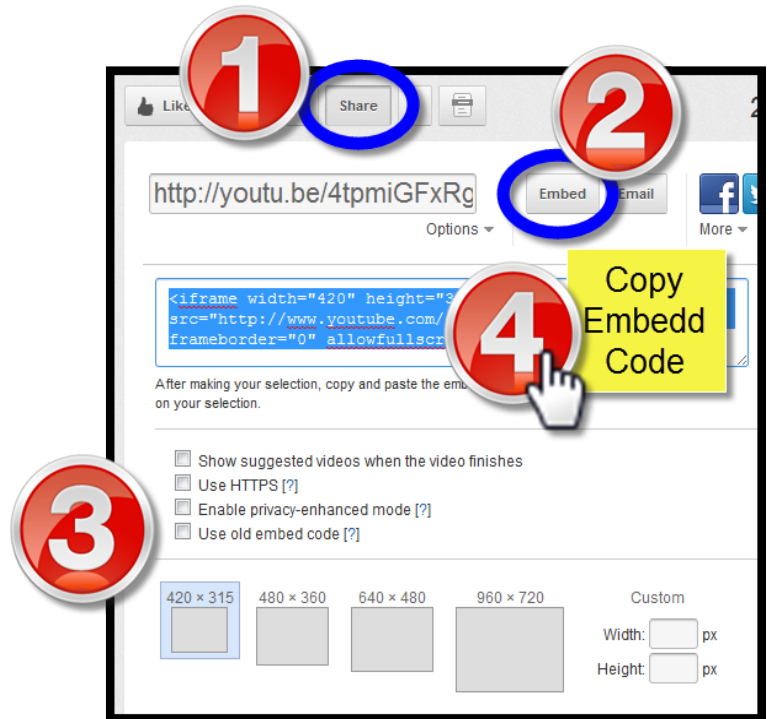 1
Like
Share
2
2
http://youtu.be/4tpmiGFxRg
Embed
Email
Options
More
<iframe width="420" height="3
src="http://www.youtube.com/
frameborder="0" allowfullscr
4
Copy
Embedd
Code
After making your selection, copy and paste the
on your selection.
3
Show suggested videos when the video finishes
Use HTTPS [?]
Enable privacy-enhanced mode [?]
Use old embed code [?]
420 × 315 480 × 360 640 × 480 960 × 720 Custom
Width: px
Height: px